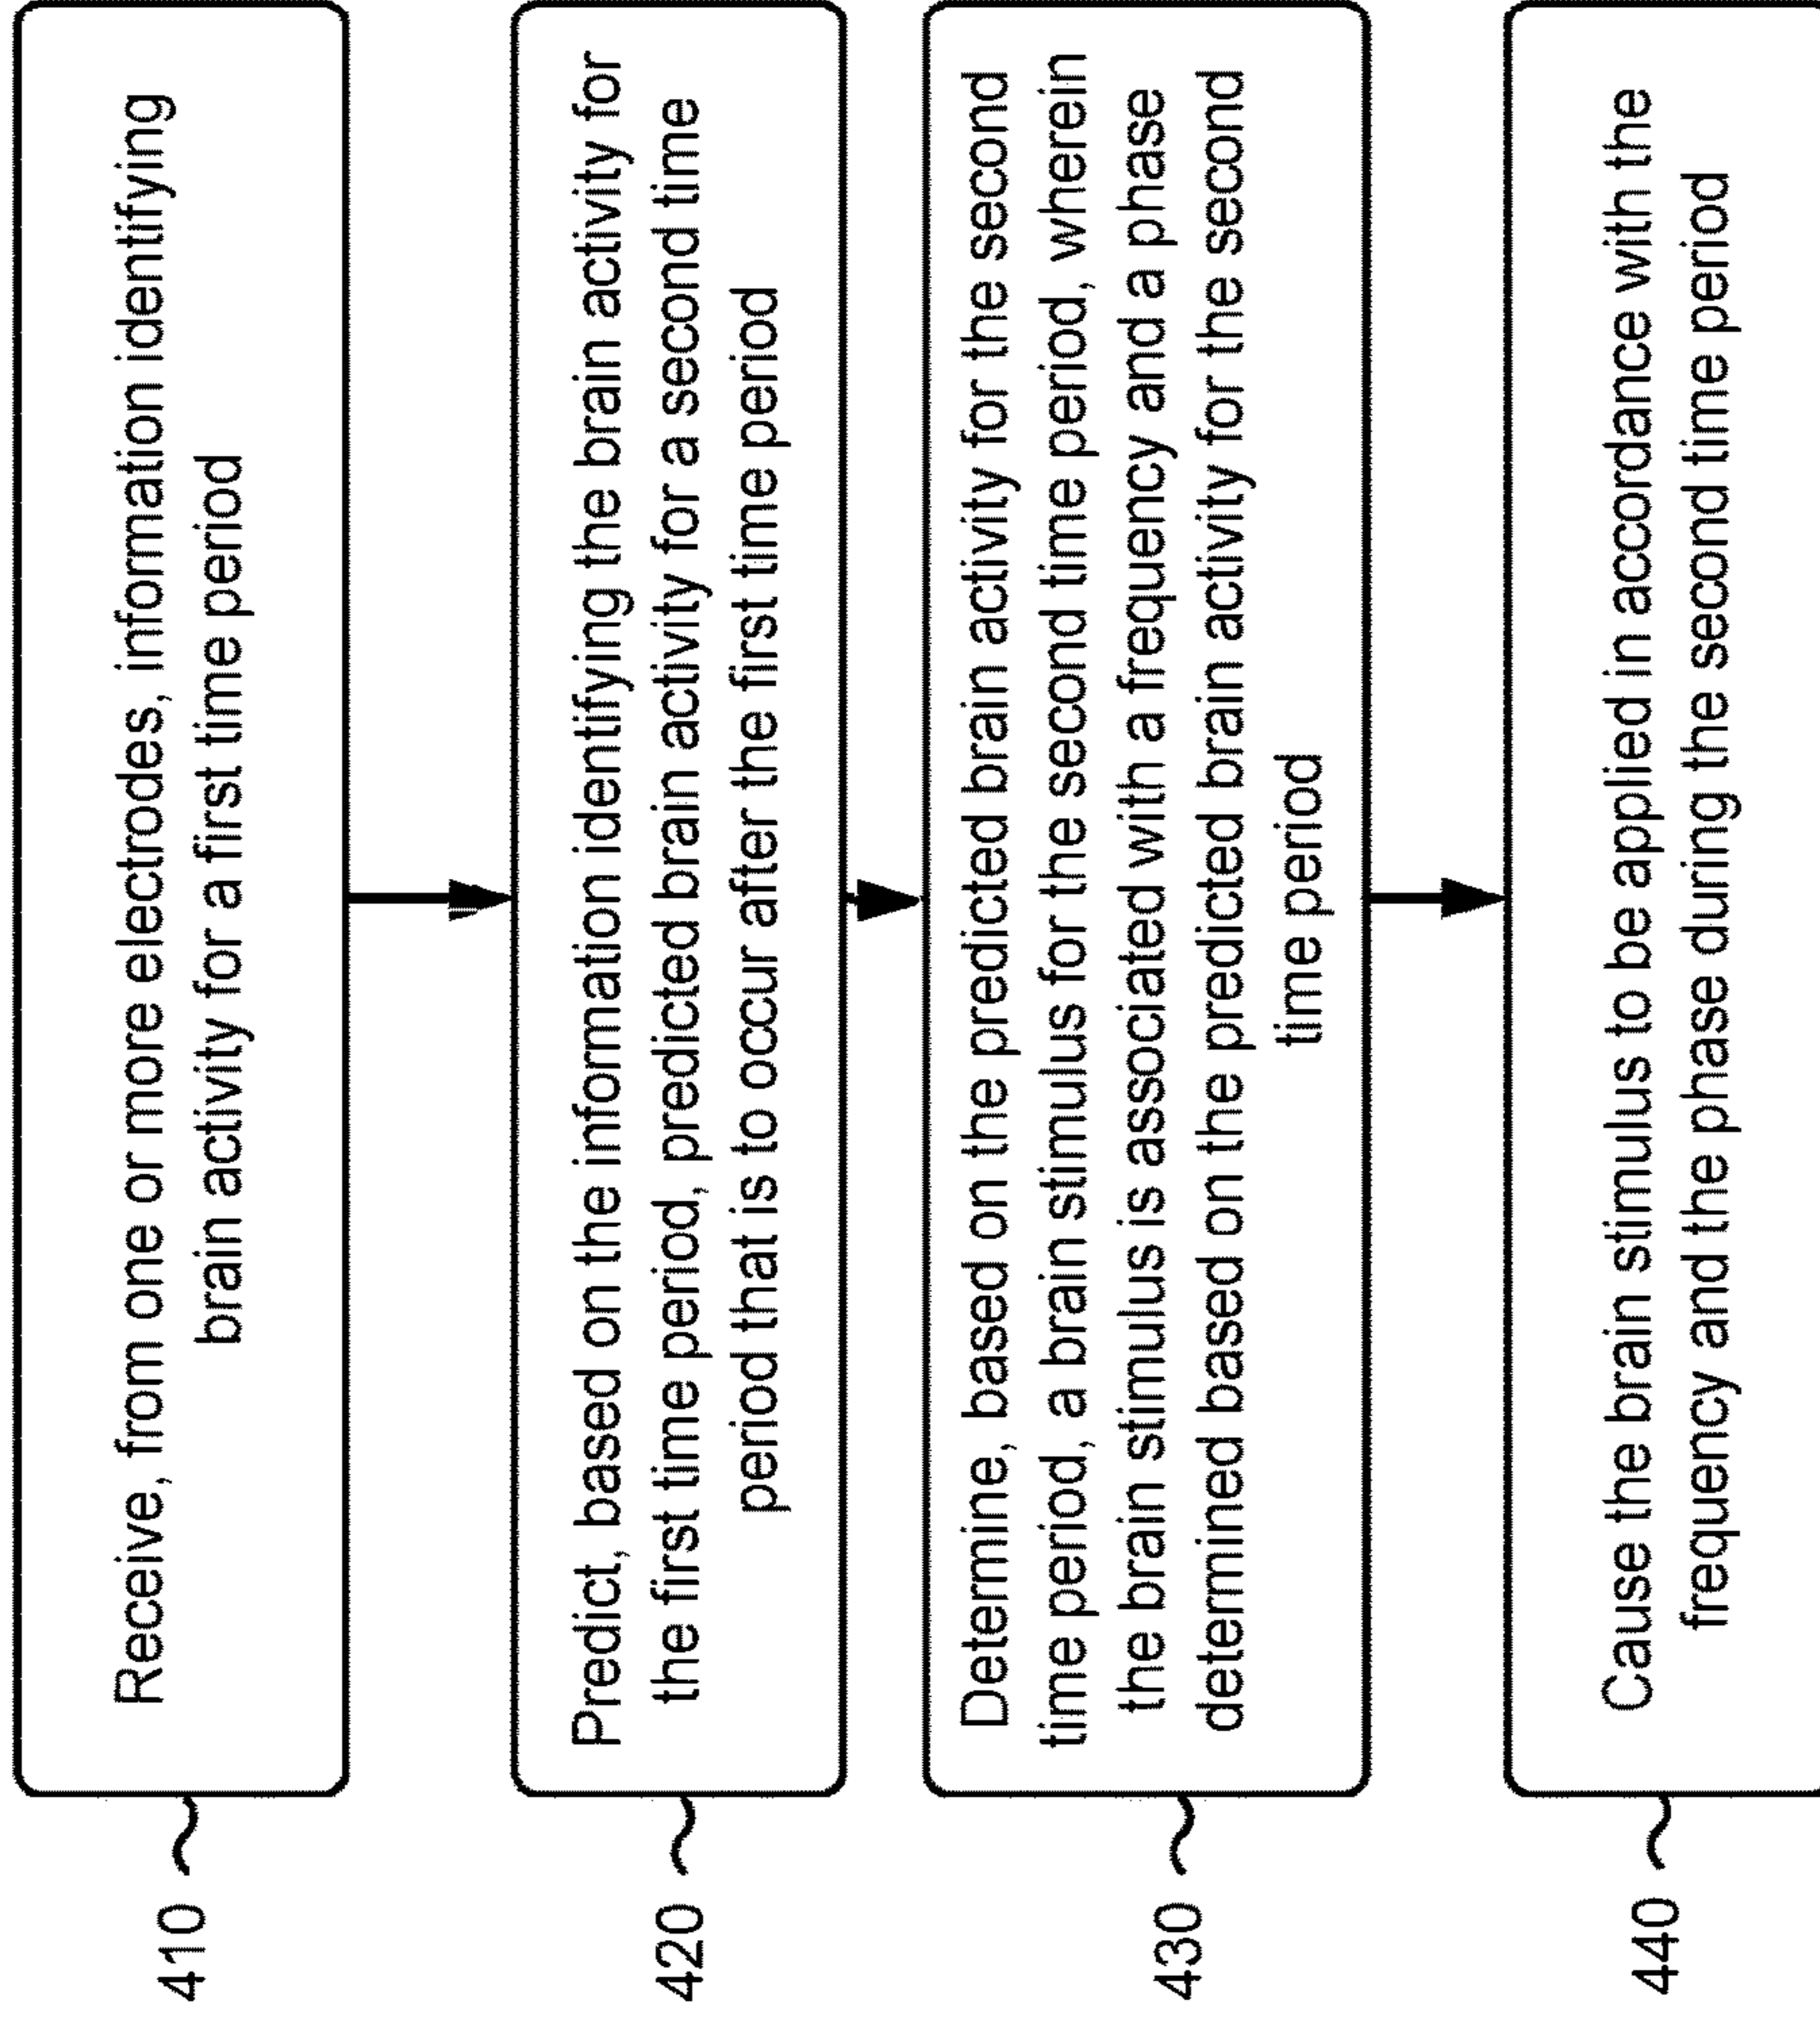 410
Receive, from one or more electrodes, information identifying
brain activity for a first time period
420
Predict, based on the information identifying the brain activity for
the first time period, predicted brain activity for a second time
period that is to occur after the first time period
430
Determine, based on the predicted brain activity for the second
time period, a brain stimulus for the second time period, wherein
the brain stimulus is associated with a frequency and a phase
determined based on the predicted brain activity for the second
time period
440
Cause the brain stimulus to be applied in accordance with the
frequency and the phase during the second time period